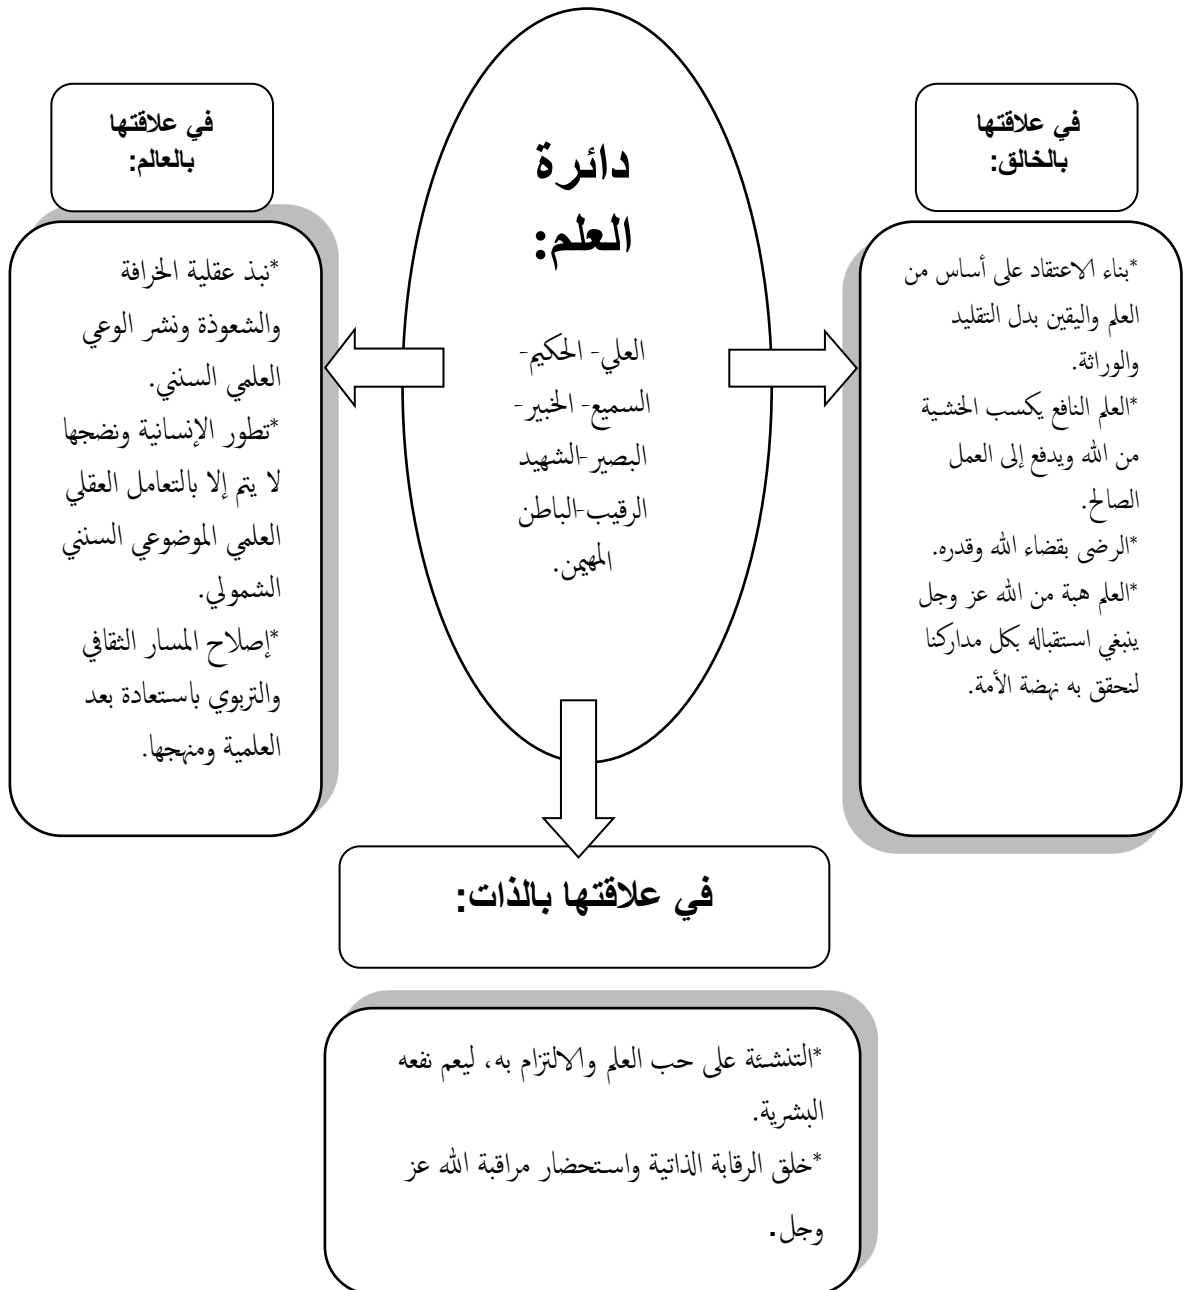 دائرة
العلم:
العلي- الحكيم-
السميع- الخبير-
البصير-الشهيد
الرقيب-الباطن
المهيمن.
في علاقتها
بالخالق:
*بناء الاعتقاد على أساس من
العلم واليقين بدل التقليد
والوراثة.
*العلم النافع يكسب الخشية
من الله ويدفع إلى العمل
الصالح.
*الرضى بقضاء الله وقدره.
*العلم هبة من الله عز وجل
ينبغي استقباله بكل مداركنا
لنحقق به نهضة الأمة.
في علاقتها
بالعالم:
*نبذ عقلية الخرافة
والشعوذة ونشر الوعي
العلمي السنني.
*تطور الإنسانية ونضجها
لا يتم إلا بالتعامل العقلي
العلمي الموضوعي السنني
الشمولي.
*إصلاح المسار الثقافي
والتربوي باستعادة بعد
العلمية ومنهجها.
في علاقتها بالذات:
*التنشئة على حب العلم والالتزام به، ليعم نفعه
البشرية.
*خلق الرقابة الذاتية واستحضار مراقبة الله عز
وجل.